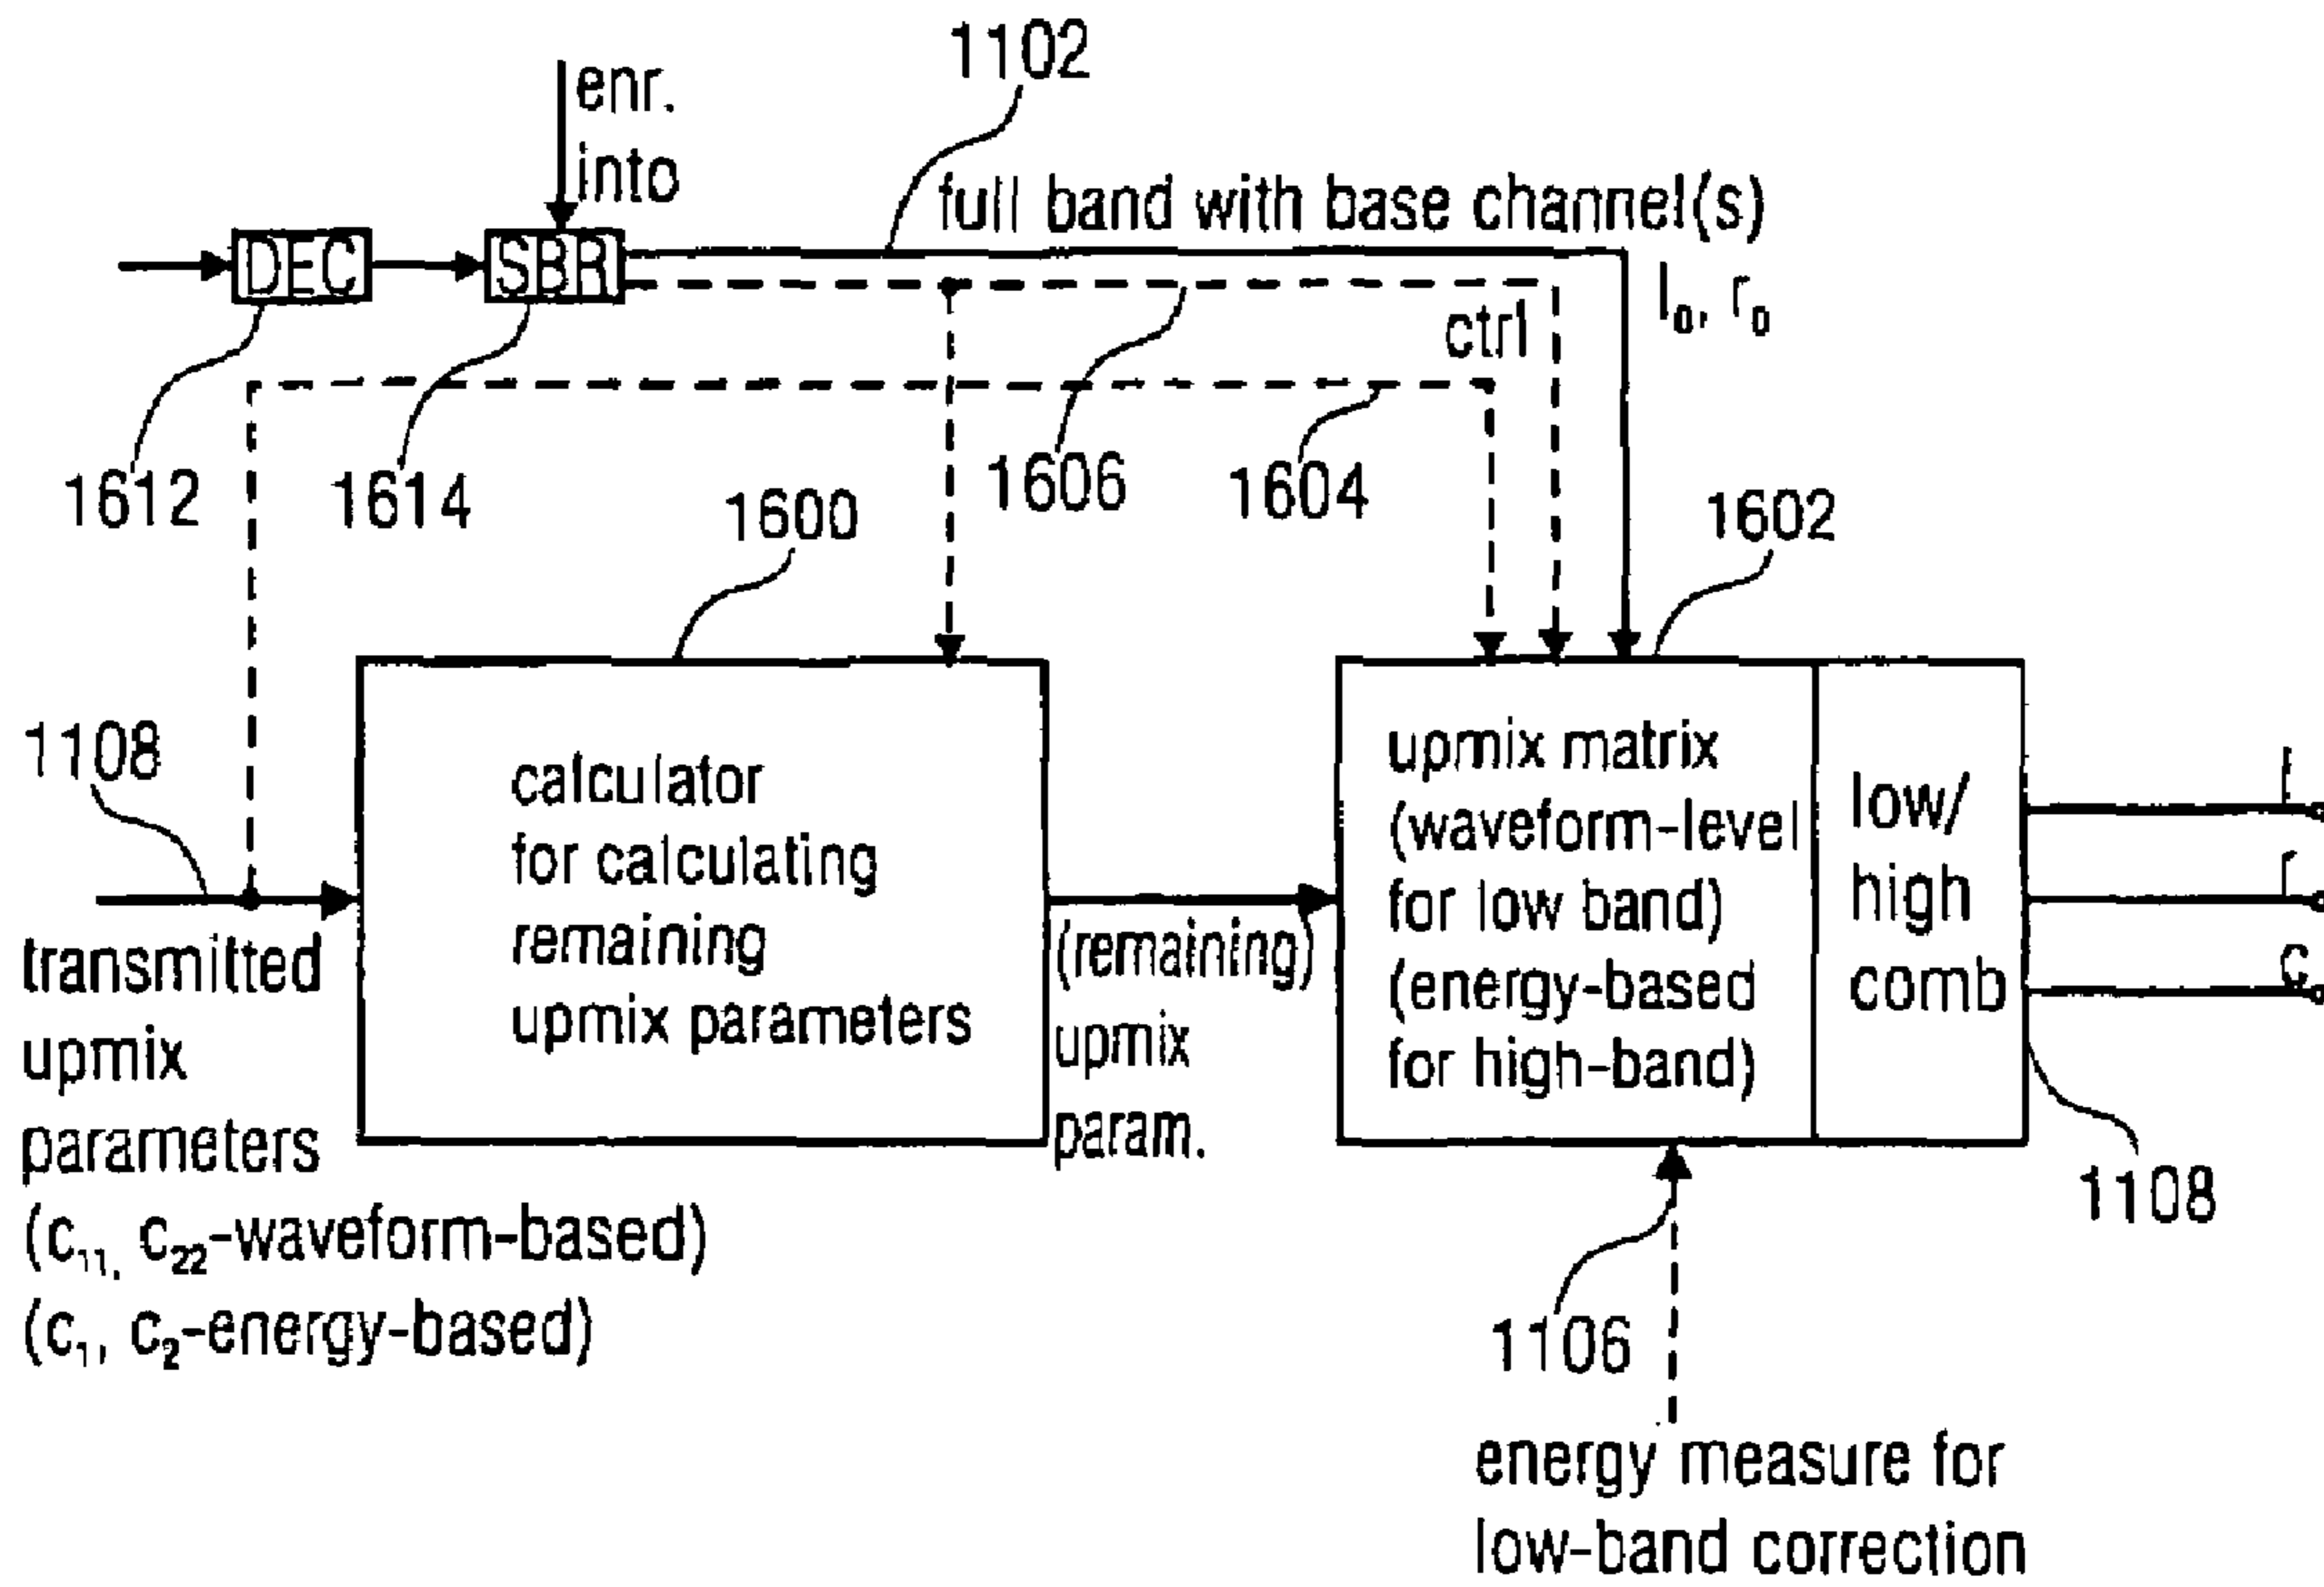 1102
enr.
into
full band with base channel(s)
DEC
SBR
l₀, r₀
ctrl
1612
1614
1606
1604
1600
1602
1108
calculator
for calculating
remaining
upmix parameters
upmix matrix
(waveform-level
for low band)
(energy-based
for high-band)
low/
high
comb
l
r
c
transmitted
upmix
parameters
(c₁₁, c₂₂-waveform-based)
(c₁, c₂-energy-based)
(remaining)
upmix
param.
1108
1106
energy measure for
low-band correction